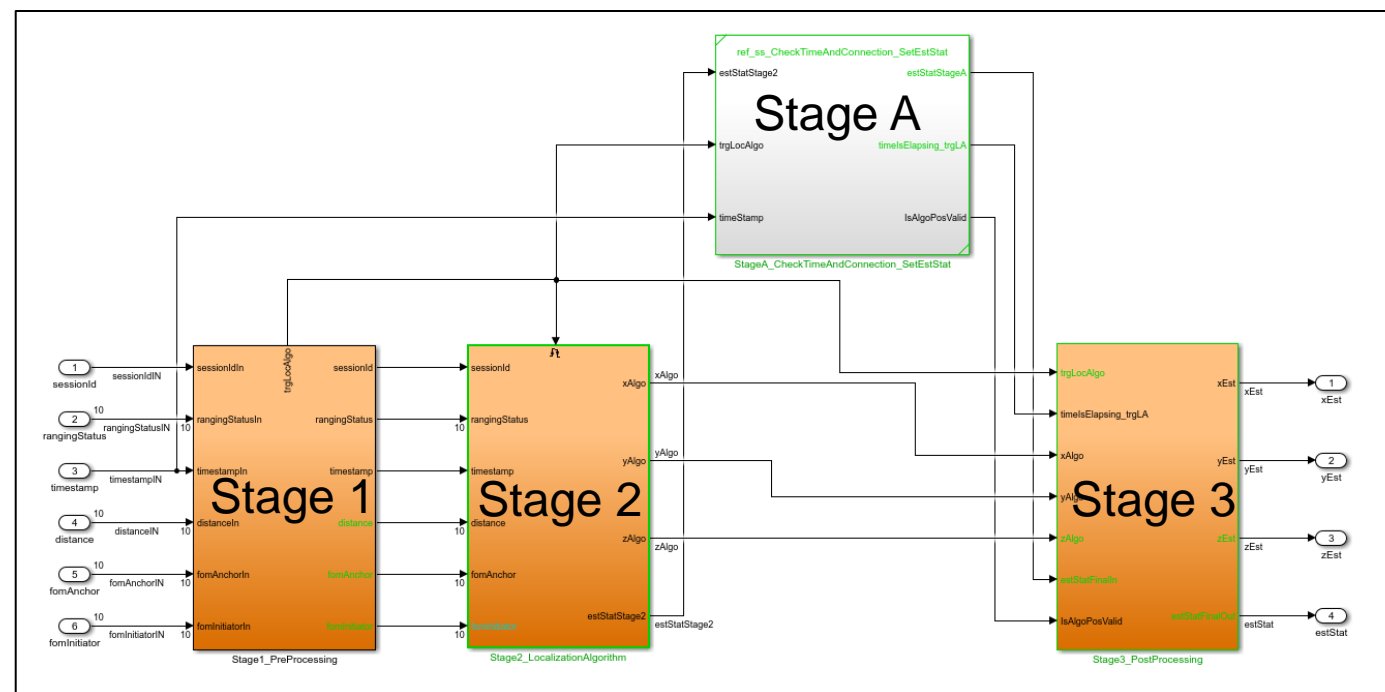 ref_ss_CheckTimeAndConnection_SetEstStat
estStatStage2
estStatStageA
Stage A
trgLocAlgo
timeIsElapsing_trgLA
timeStamp
IsAlgoPosValid
StageA_CheckTimeAndConnection_SetEstStat
1
sessionId
sessionIdIN
2
rangingStatus
10
rangingStatusIN
10
3
timestamp
timestampIN
4
distance
10
distanceIN
10
5
fomAnchor
10
fomAnchorIN
10
6
fomInitiator
10
fomInitiatorIN
10
trgLocAlgo
sessionIdIn
sessionId
rangingStatusIn
rangingStatus
timestampIn
timestamp
Stage 1
distanceIn
distance
fomAnchorIn
fomAnchor
fomInitiatorIn
fomInitiator
Stage1_PreProcessing
10
10
10
10
sessionId
xAlgo
rangingStatus
yAlgo
timestamp
Stage 2
distance
zAlgo
fomAnchor
estStatStage2
Stage2_LocalizationAlgorithm
xAlgo
yAlgo
zAlgo
estStatStage2
trgLocAlgo
xEst
timeIsElapsing_trgLA
xAlgo
yEst
yAlgo
Stage 3
zAlgo
zEst
estStatFinalIn
IsAlgoPosValid
estStatFinalOut
Stage3_PostProcessing
xEst
1
xEst
yEst
2
yEst
zEst
3
zEst
estStat
4
estStat